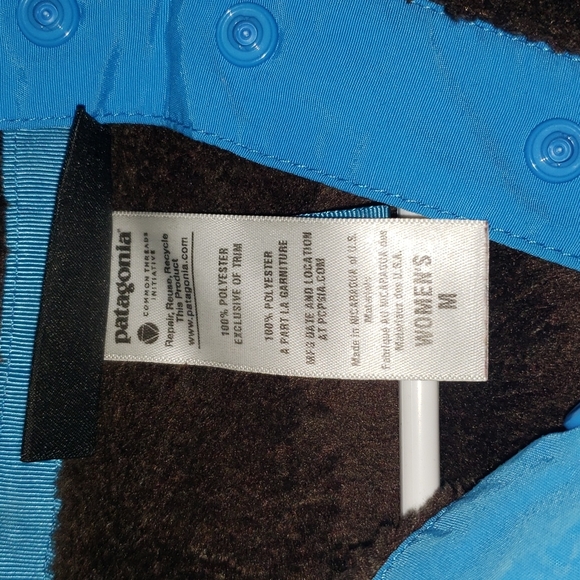 patagonia®
COMMON THREADS
INITIATIVE
Repair, Reuse, Recycle
This Product
www.patagonia.com
100% POLYESTER
EXCLUSIVE OF TRIM
100% POLYESTER
A PART LA GARNITURE
MFG DATE AND LOCATION
AT PCPSIA.COM
Made in NICARAGUA of U.S.
Materials
Fabriqué AU NICARAGUA des
Materiaux des U.S.A.
WOMEN'S
M